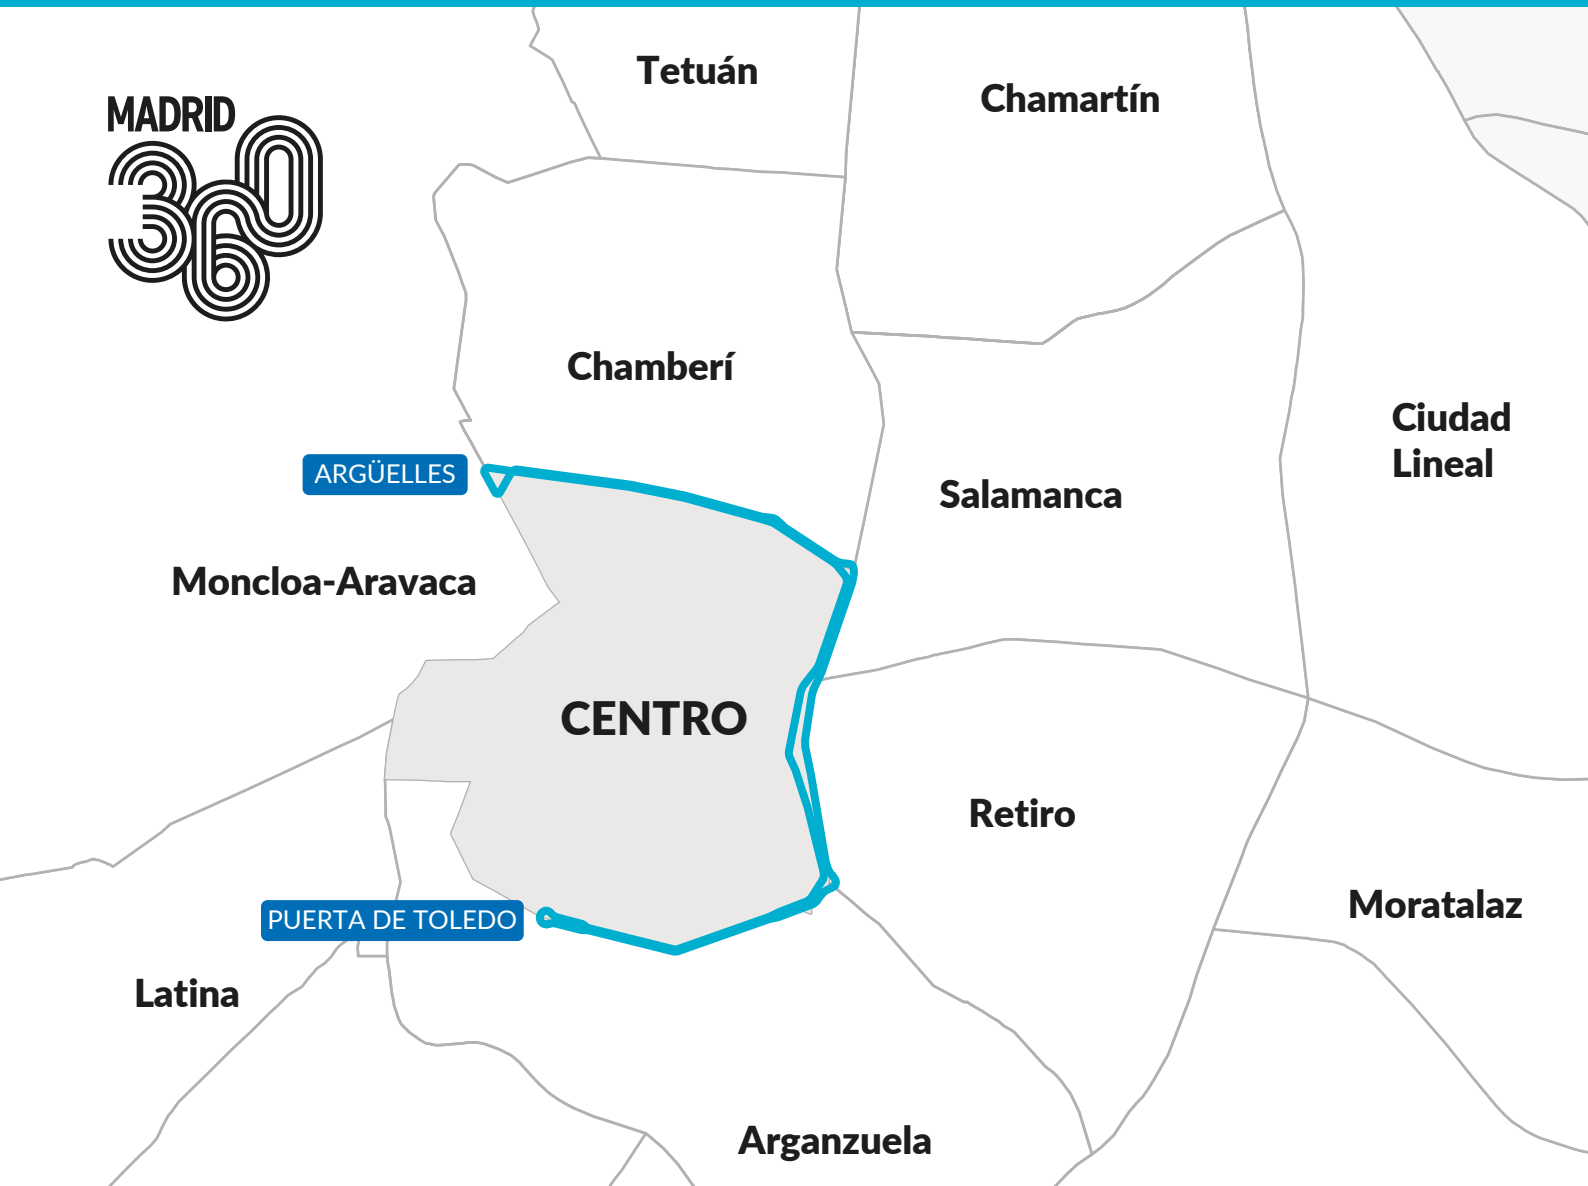 Tetuán
Chamartín
MADRID
360
Chamberí
Ciudad
Lineal
ARGÜELLES
Salamanca
Moncloa-Aravaca
CENTRO
Retiro
Moratalaz
PUERTA DE TOLEDO
Latina
Arganzuela